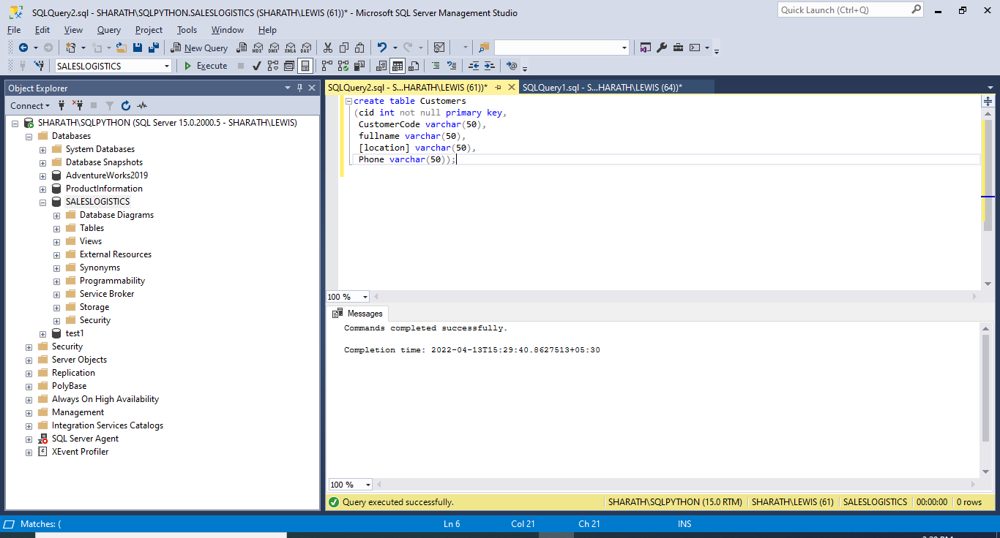 SQLQuery2.sql - SHARATH\SQLPYTHON.SALESLOGISTICS (SHARATH\LEWIS (61))* - Microsoft SQL Server Management Studio
Quick Launch (Ctrl+Q)
File Edit View Query Project Tools Window Help
New Query MDX DMX XMLA DAX
SALESLOGISTICS Execute
Object Explorer
Connect
SHARATH\SQLPYTHON (SQL Server 15.0.2000.5 - SHARATH\LEWIS)
Databases
System Databases
Database Snapshots
AdventureWorks2019
ProductInformation
SALESLOGISTICS
Database Diagrams
Tables
Views
External Resources
Synonyms
Programmability
Service Broker
Storage
Security
test1
Security
Server Objects
Replication
PolyBase
Always On High Availability
Management
Integration Services Catalogs
SQL Server Agent
XEvent Profiler
SQLQuery2.sql - S...HARATH\LEWIS (61))* SQLQuery1.sql - S...HARATH\LEWIS (64))*
create table Customers
(cid int not null primary key,
CustomerCode varchar(50),
fullname varchar(50),
[location] varchar(50),
Phone varchar(50));
100 %
Messages
Commands completed successfully.
Completion time: 2022-04-13T15:29:40.8627513+05:30
100 %
Query executed successfully. SHARATH\SQLPYTHON (15.0 RTM) SHARATH\LEWIS (61) SALESLOGISTICS 00:00:00 0 rows
Matches: ( Ln 6 Col 21 Ch 21 INS